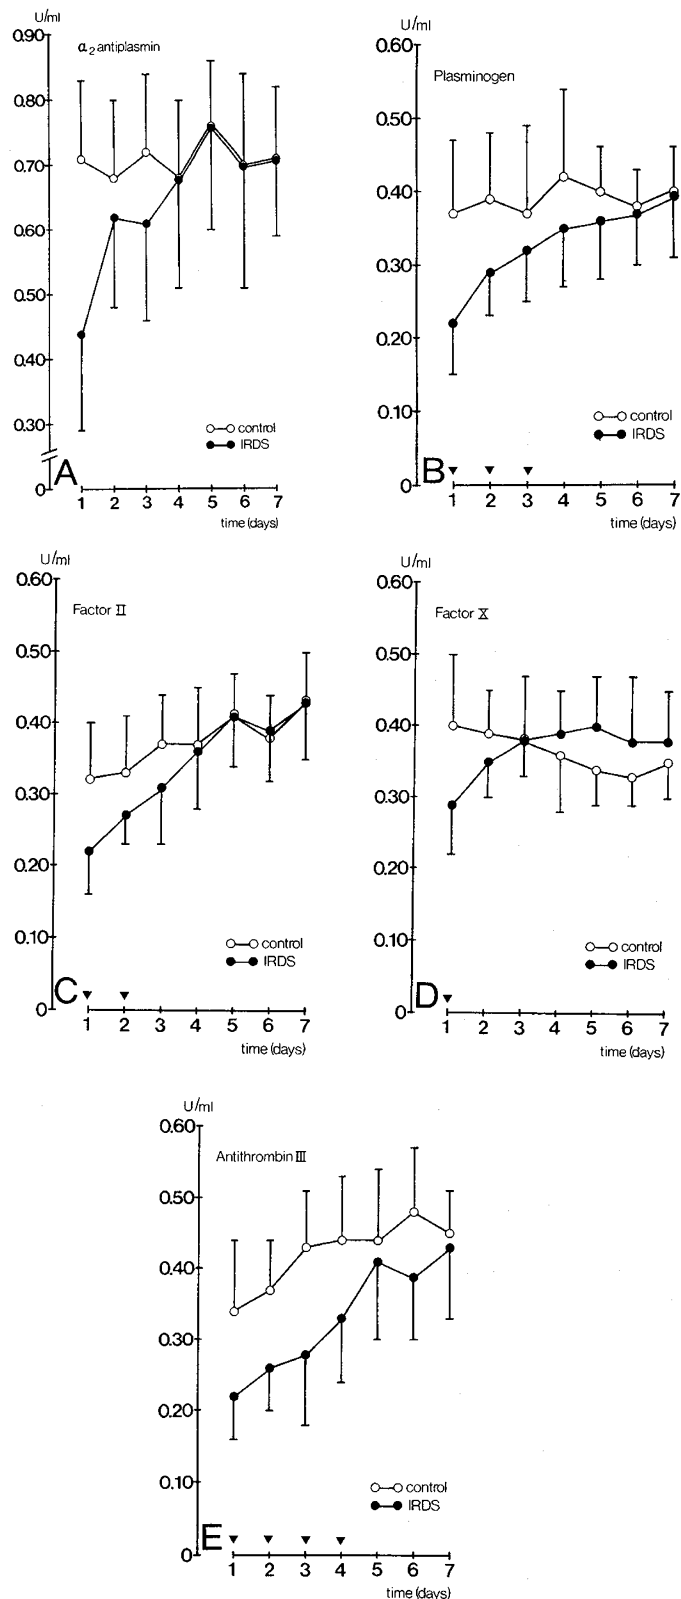 U/ml
0.90
α₂ antiplasmin
0.80
0.70
0.60
0.50
0.40
0.30
control
IRDS
A
0
1 2 3 4 5 6 7
time (days)
U/ml
0.60
Plasminogen
0.50
0.40
0.30
0.20
0.10
control
IRDS
B
0
1 2 3 4 5 6 7
time (days)
U/ml
0.60
Factor II
0.50
0.40
0.30
0.20
0.10
control
IRDS
C
0
1 2 3 4 5 6 7
time (days)
U/ml
0.60
Factor X
0.50
0.40
0.30
0.20
0.10
control
IRDS
D
0
1 2 3 4 5 6 7
time (days)
U/ml
0.60
Antithrombin III
0.50
0.40
0.30
0.20
0.10
control
IRDS
E
0
1 2 3 4 5 6 7
time (days)